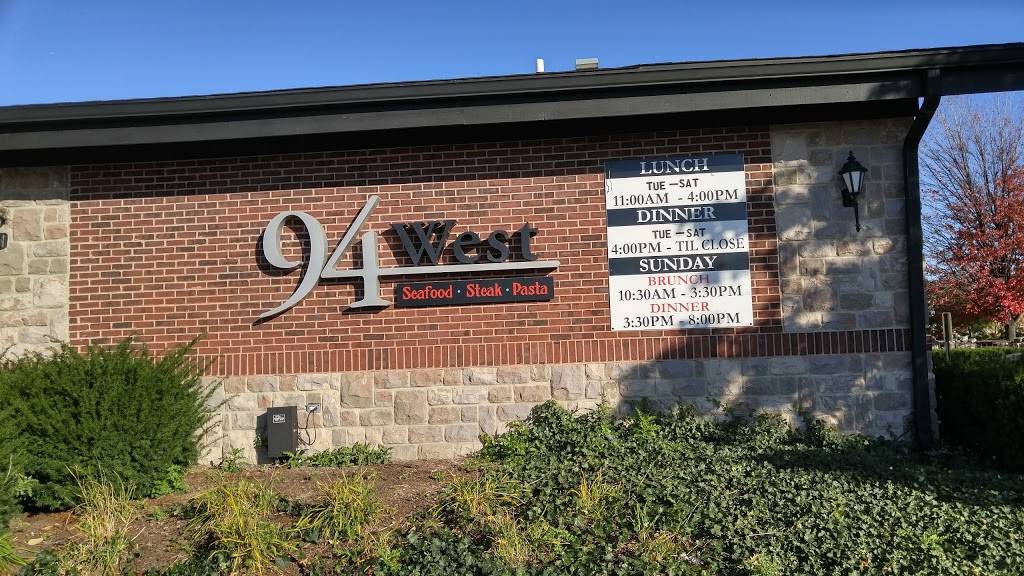 94 West
Seafood · Steak · Pasta
LUNCH
TUE - SAT
11:00AM - 4:00PM
DINNER
TUE - SAT
4:00PM - TIL CLOSE
SUNDAY
BRUNCH
10:30AM - 3:30PM
DINNER
3:30PM - 8:00PM